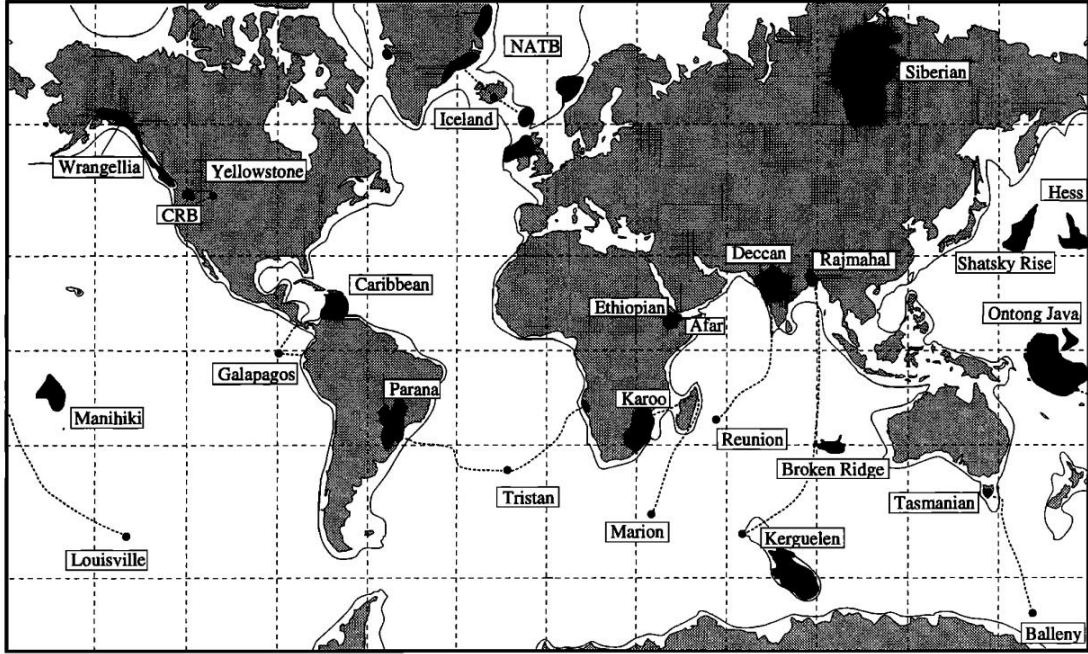 NATB
Siberian
Iceland
Wrangellia
Yellowstone
CRB
Hess
Shatsky Rise
Deccan
Rajmahal
Caribbean
Ethiopian
Afar
Ontong Java
Galapagos
Parana
Karoo
Manihiki
Reunion
Broken Ridge
Tristan
Tasmanian
Marion
Kerguelen
Louisville
Balleny